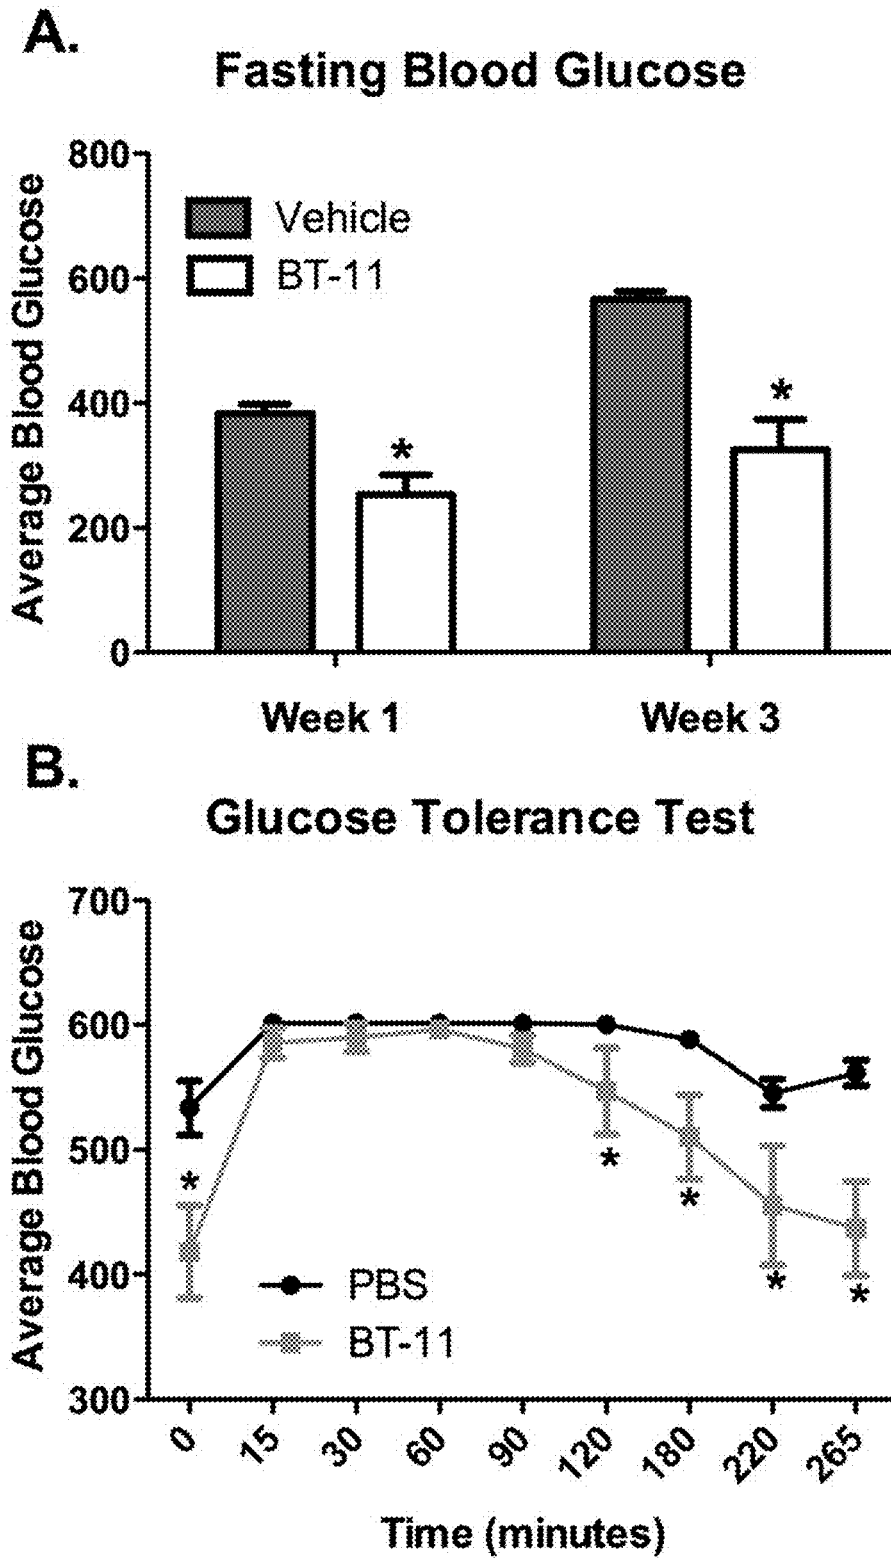 A.
Fasting Blood Glucose
Average Blood Glucose
800
600
400
200
0
Vehicle
BT-11
*
*
Week 1
Week 3
B.
Glucose Tolerance Test
Average Blood Glucose
700
600
500
400
300
*
*
*
*
*
PBS
BT-11
0
15
30
60
90
120
180
220
265
Time (minutes)